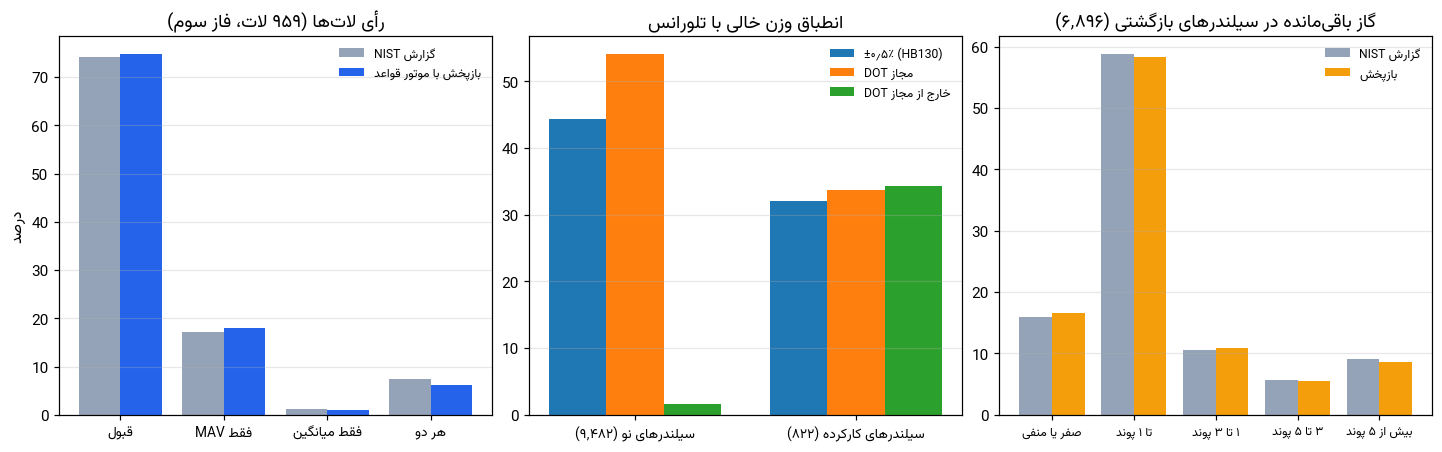 رأی لات‌ها (۹۵۹ لات، فاز سوم)
گزارش NIST
بازپخش با موتور قواعد
درصد
70
60
50
40
30
20
10
0
قبول
فقط MAV
فقط میانگین
هر دو
انطباق وزن خالی با تلورانس
±۰٫۵٪ (HB130)
مجاز DOT
خارج از مجاز DOT
50
40
30
20
10
0
سیلندرهای نو (۹,۴۸۲)
سیلندرهای کارکرده (۸۲۲)
گاز باقی‌مانده در سیلندرهای بازگشتی (۶,۸۹۶)
گزارش NIST
بازپخش
60
50
40
30
20
10
0
صفر یا منفی
تا ۱ پوند
۱ تا ۳ پوند
۳ تا ۵ پوند
بیش از ۵ پوند